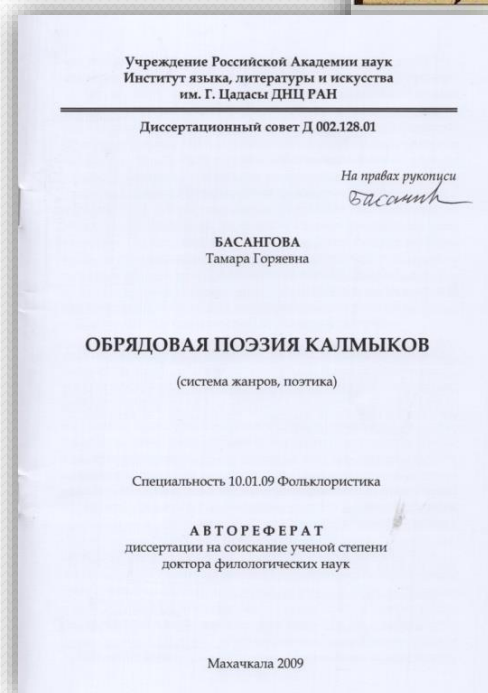 Учреждение Российской Академии наук
Институт языка, литературы и искусства
им. Г. Цадасы ДНЦ РАН
Диссертационный совет Д 002.128.01
На правах рукописи
БАСАНГОВА
Тамара Горяевна
ОБРЯДОВАЯ ПОЭЗИЯ КАЛМЫКОВ
(система жанров, поэтика)
Специальность 10.01.09 Фольклористика
АВТОРЕФЕРАТ
диссертации на соискание ученой степени
доктора филологических наук
Махачкала 2009